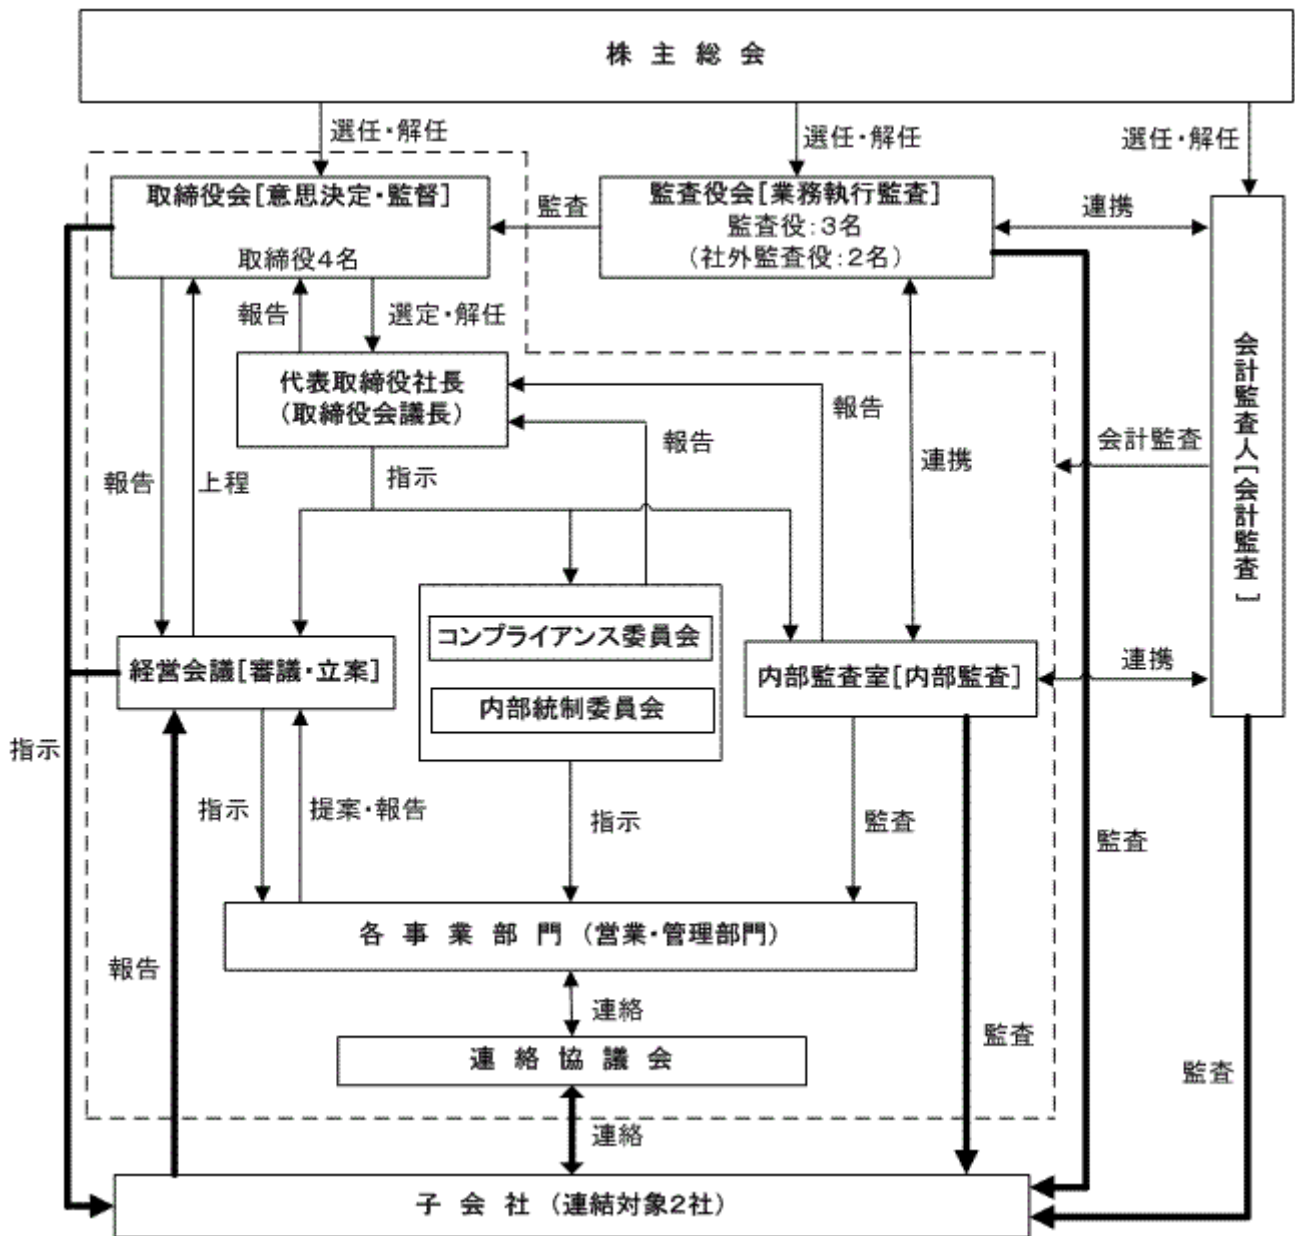 株主総会
選任・解任
選任・解任
選任・解任
取締役会[意思決定・監督]
取締役4名
監査
監査役会[業務執行監査]
監査役：3名
（社外監査役：2名）
連携
報告
選定・解任
代表取締役社長
（取締役会議長）
報告
報告
連携
会計監査
会計監査人[会計監査]
報告
上程
指示
コンプライアンス委員会
内部統制委員会
経営会議[審議・立案]
内部監査室[内部監査]
連携
指示
指示
提案・報告
指示
監査
監査
各事業部門（営業・管理部門）
報告
連絡
監査
連絡協議会
監査
連絡
子会社（連結対象2社）